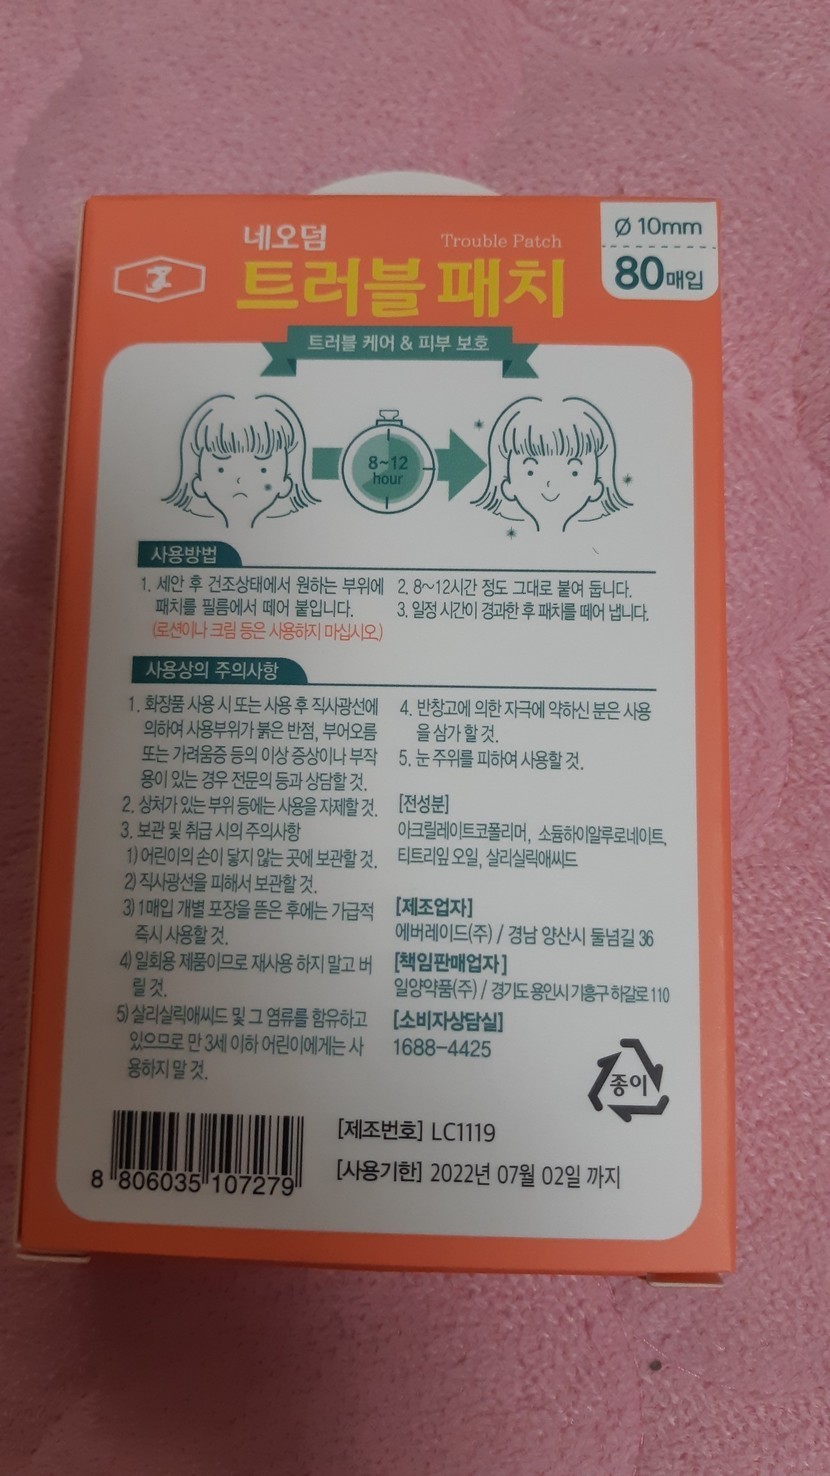 네오덤
Trouble Patch
트러블 패치
Ø 10mm
80매입
트러블 케어 & 피부 보호
8~12
hour
사용방법
1. 세안 후 건조상태에서 원하는 부위에
패치를 필름에서 떼어 붙입니다.
(로션이나 크림 등은 사용하지 마십시오.)
2. 8~12시간 정도 그대로 붙여 둡니다.
3. 일정 시간이 경과한 후 패치를 떼어 냅니다.
사용상의 주의사항
1. 화장품 사용 시 또는 사용 후 직사광선에
의하여 사용부위가 붉은 반점, 부어오름
또는 가려움증 등의 이상 증상이나 부작
용이 있는 경우 전문의 등과 상담할 것.
2. 상처가 있는 부위 등에는 사용을 자제할 것.
3. 보관 및 취급 시의 주의사항
1) 어린이의 손이 닿지 않는 곳에 보관할 것.
2) 직사광선을 피해서 보관할 것.
3) 1매입 개별 포장을 뜯은 후에는 가급적
즉시 사용할 것.
4) 일회용 제품이므로 재사용 하지 말고 버
릴 것.
5) 살리실릭애씨드 및 그 염류를 함유하고
있으므로 만 3세 이하 어린이에게는 사
용하지 말 것.
4. 반창고에 의한 자극에 약하신 분은 사용
을 삼가 할 것.
5. 눈 주위를 피하여 사용할 것.
[전성분]
아크릴레이트코폴리머, 소듐하이알루로네이트,
티트리잎 오일, 살리실릭애씨드
[제조업자]
에버레이드(주) / 경남 양산시 둘넘길 36
[책임판매업자]
일양약품(주) / 경기도 용인시 기흥구 하갈로 110
[소비자상담실]
1688-4425
종이
[제조번호] LC1119
[사용기한] 2022년 07월 02일 까지
8 806035 107279